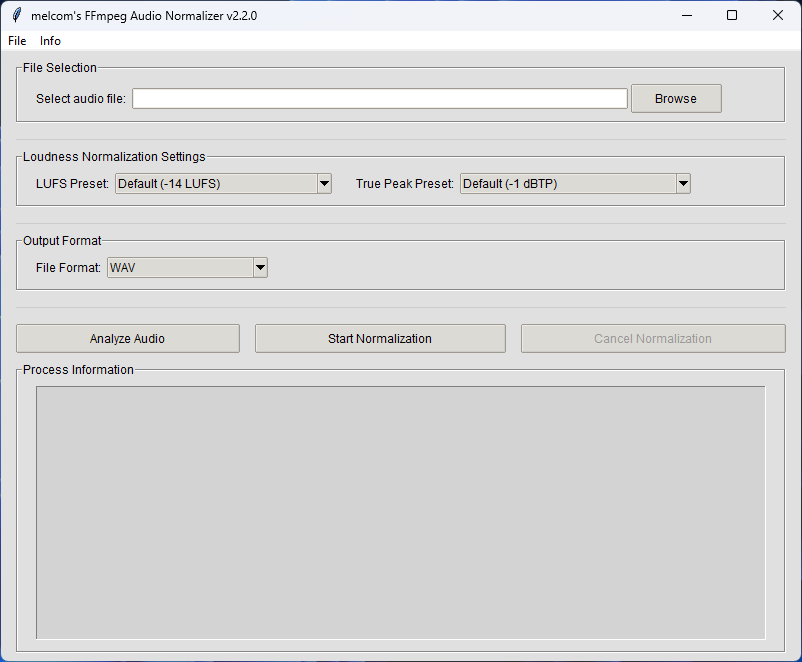 melcom's FFmpeg Audio Normalizer v2.2.0
File Info
File Selection
Select audio file: Browse
Loudness Normalization Settings
LUFS Preset: Default (-14 LUFS) True Peak Preset: Default (-1 dBTP)
Output Format
File Format: WAV
Analyze Audio Start Normalization Cancel Normalization
Process Information